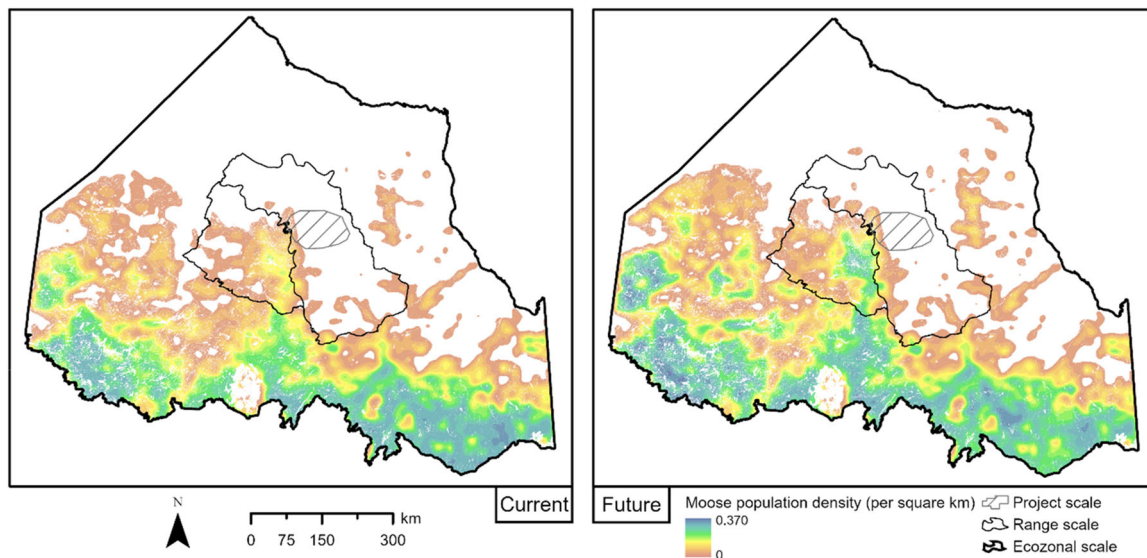 Current
N
km
0 75 150 300
Future
Moose population density (per square km)
0.370
0
Project scale
Range scale
Ecozonal scale